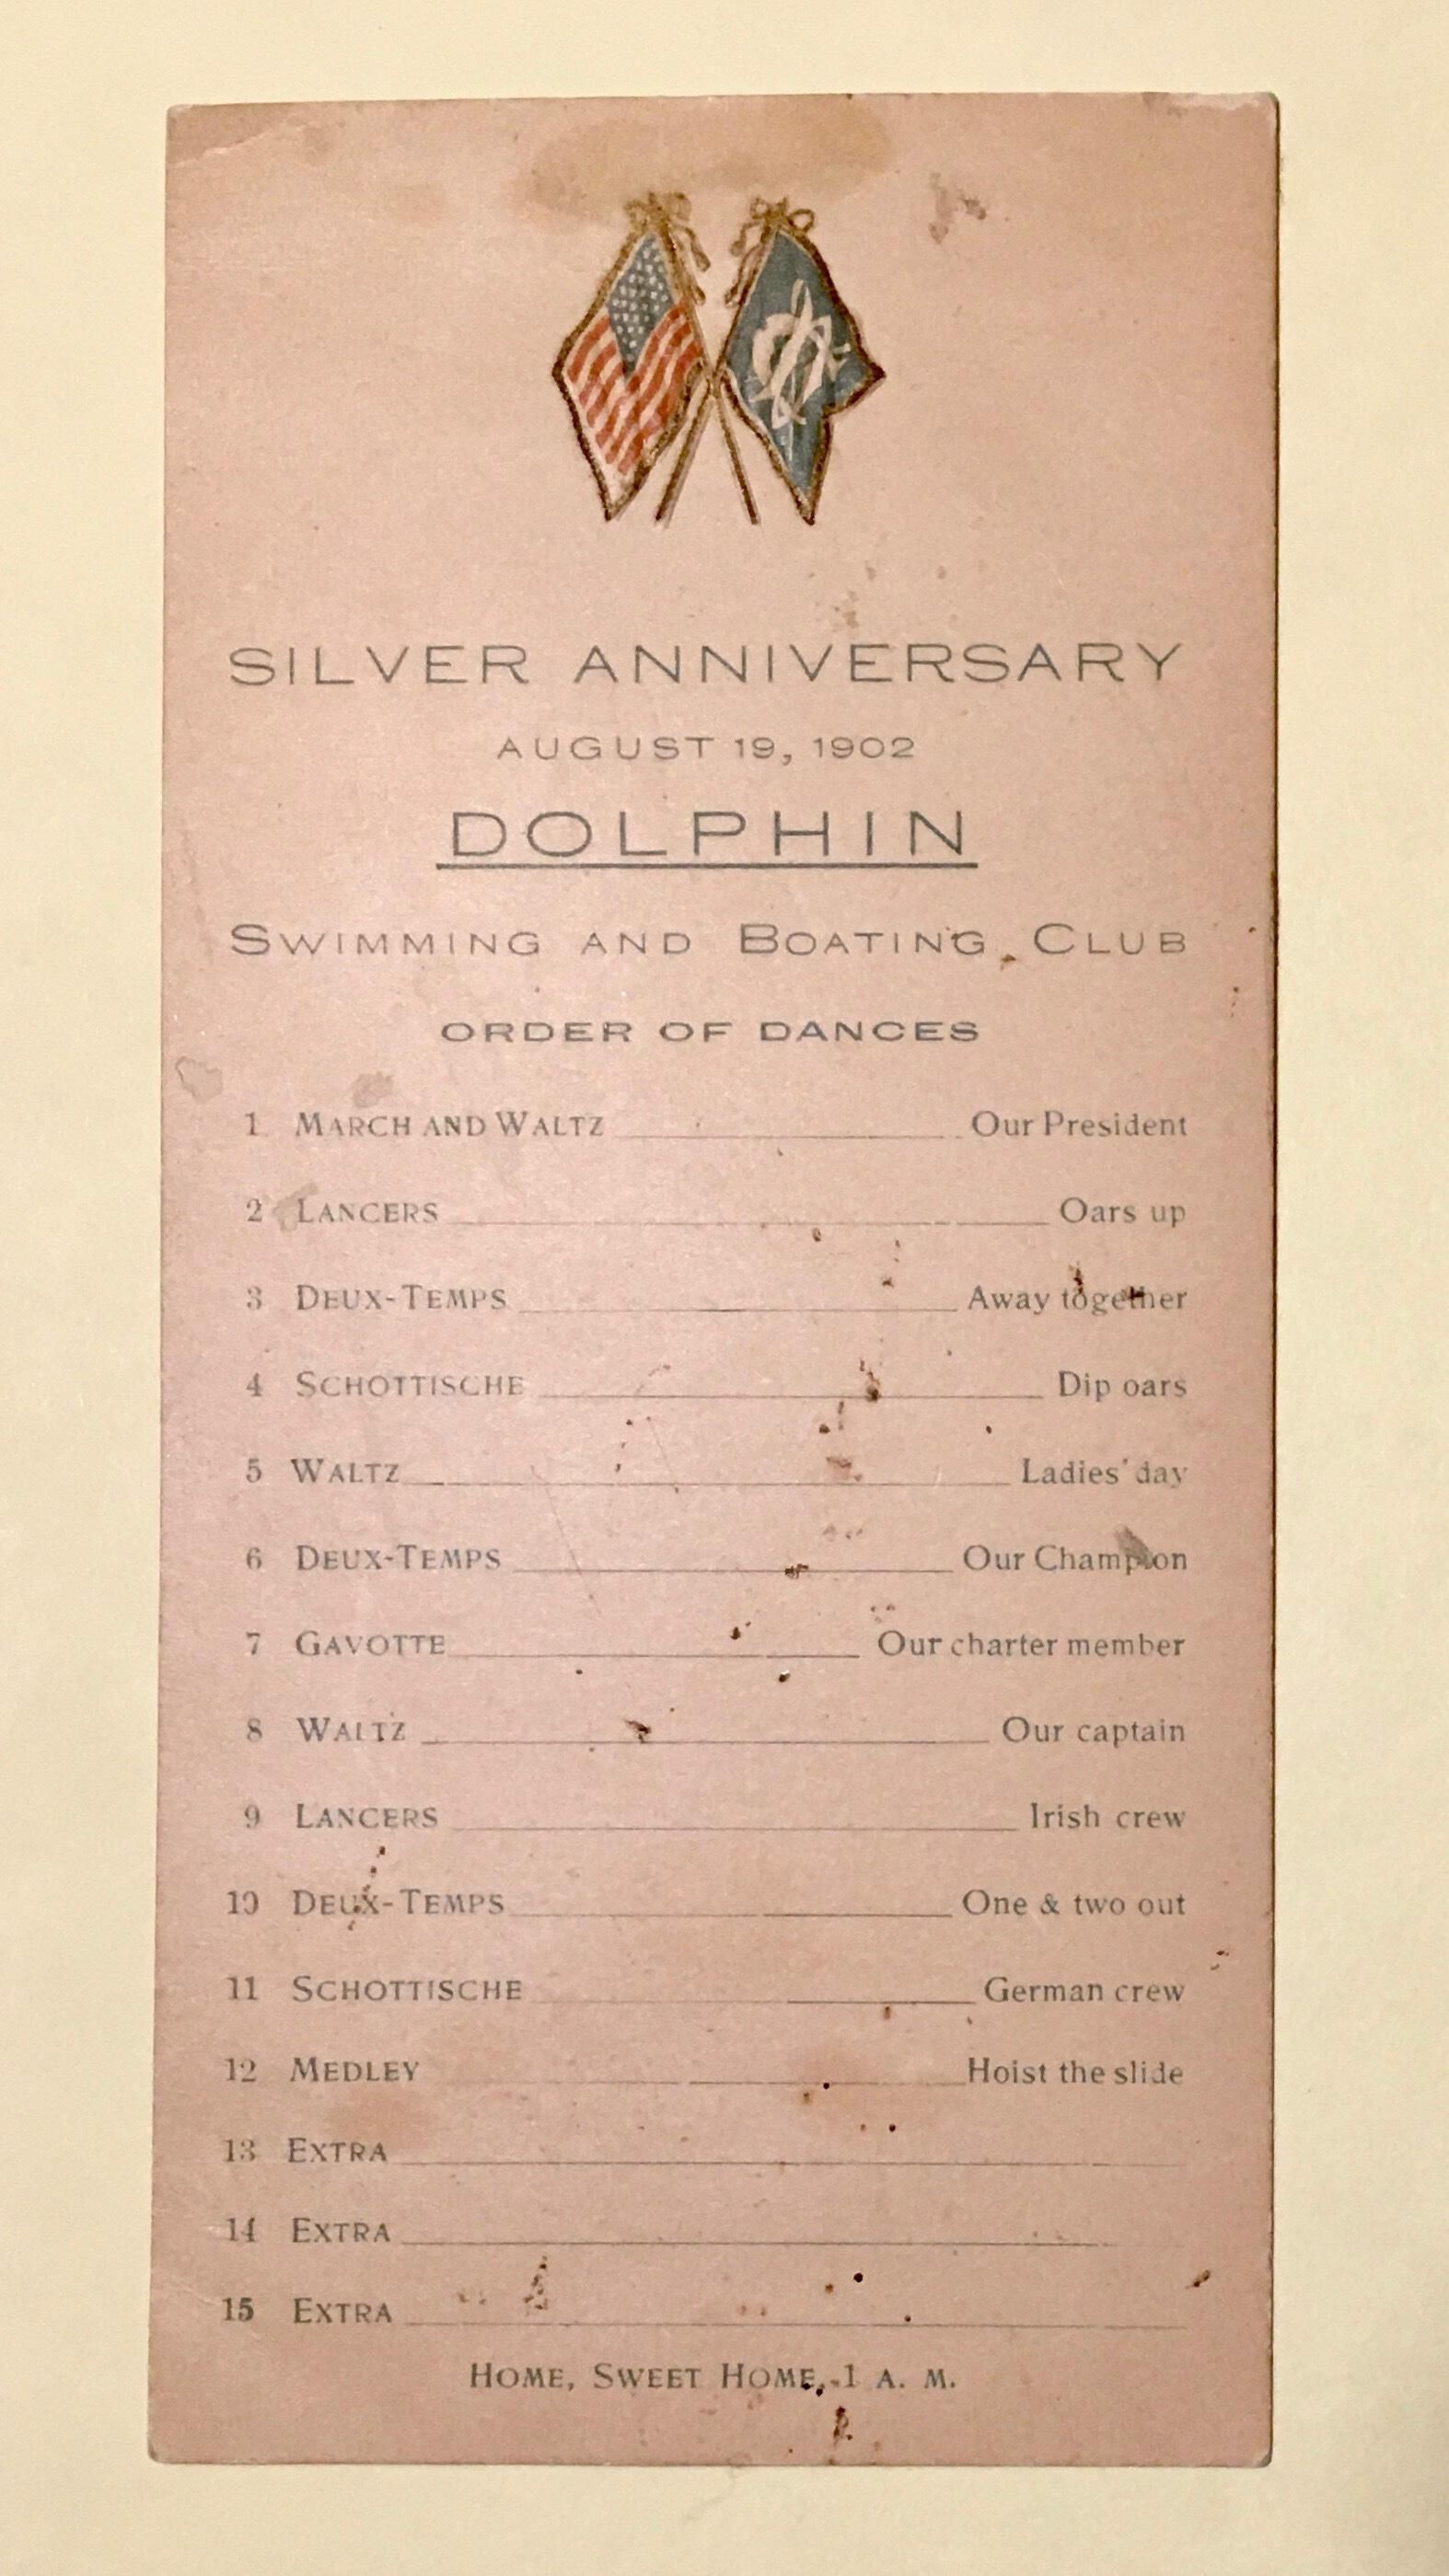 SILVER ANNIVERSARY
AUGUST 19, 1902
DOLPHIN
SWIMMING AND BOATING CLUB
ORDER OF DANCES
1 MARCH AND WALTZ Our President
2 LANCERS Oars up
3 DEUX-TEMPS Away together
4 SCHOTTISCHE Dip oars
5 WALTZ Ladies' day
6 DEUX-TEMPS Our Champion
7 GAVOTTE Our charter member
8 WALTZ Our captain
9 LANCERS Irish crew
10 DEUX-TEMPS One & two out
11 SCHOTTISCHE German crew
12 MEDLEY Hoist the slide
13 EXTRA
14 EXTRA
15 EXTRA
HOME, SWEET HOME, 1 A. M.